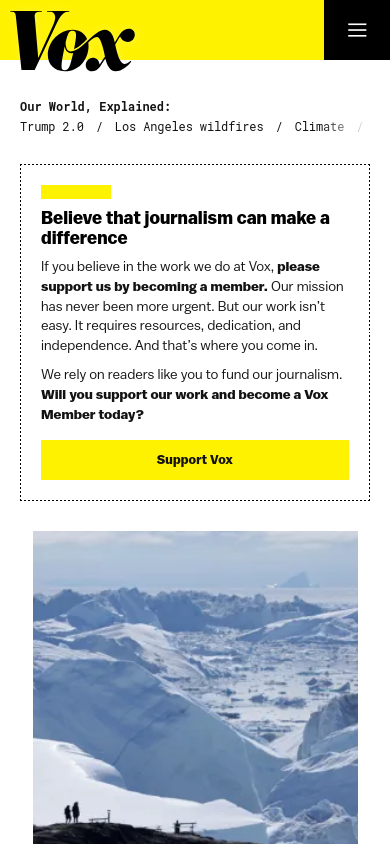 Vox
Our World, Explained:
Trump 2.0 / Los Angeles wildfires / Climate /
Believe that journalism can make a
difference
If you believe in the work we do at Vox, please
support us by becoming a member. Our mission
has never been more urgent. But our work isn’t
easy. It requires resources, dedication, and
independence. And that’s where you come in.
We rely on readers like you to fund our journalism.
Will you support our work and become a Vox
Member today?
Support Vox